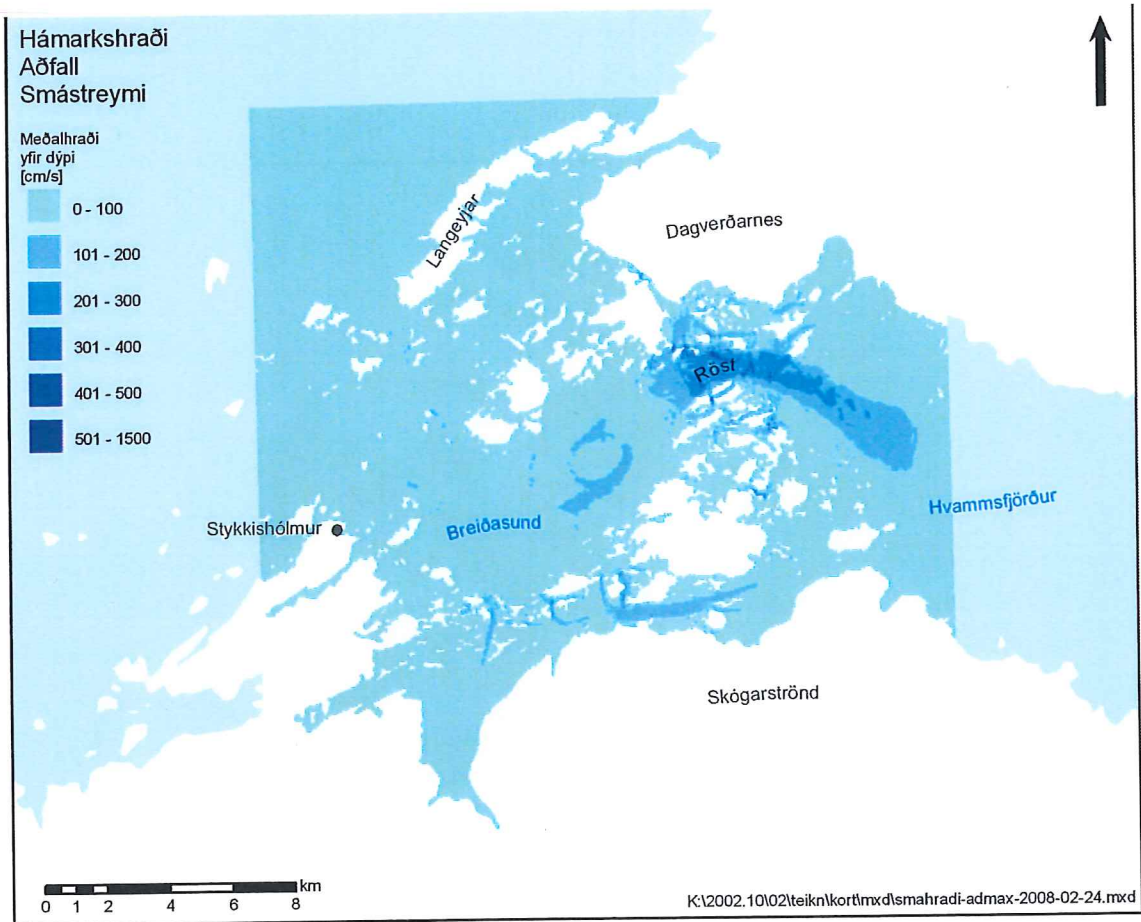 Hámarkshraði
Aðfall
Smástreymi
Meðalhraði
yfir dýpi
[cm/s]
0 - 100
101 - 200
201 - 300
301 - 400
401 - 500
501 - 1500
Langeyjar
Dagverðarnes
Röst
Hvammsfjörður
Breiðasund
Stykkishólmur
Skógarströnd
km
0 1 2 4 6 8
K:\2002.10\02\teikn\kort\mxd\smahradi-admax-2008-02-24.mxd